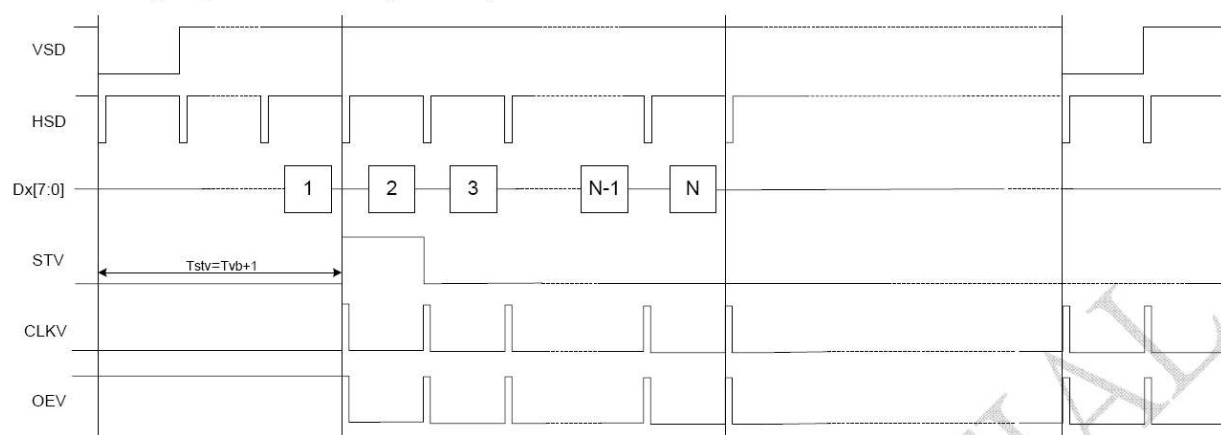 VSD
HSD
Dx[7:0]
1
2
3
N-1
N
STV
Tstv=Tvb+1
CLKV
OEV